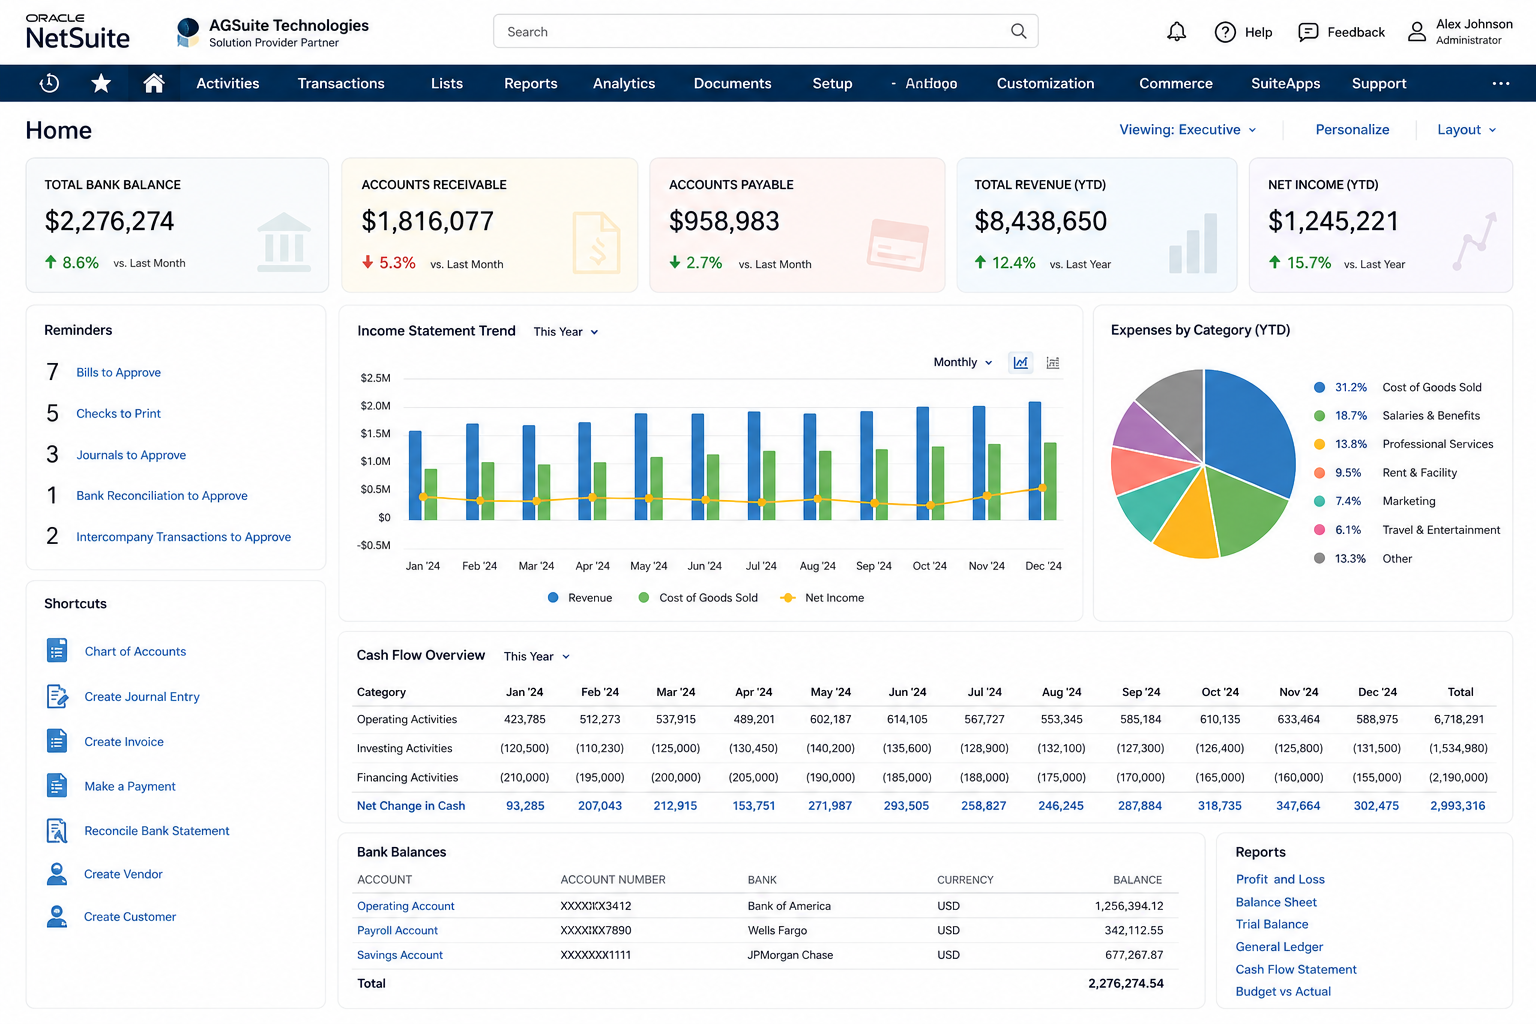 ORACLE
NetSuite
AGSuite Technologies
Solution Provider Partner
Search
Help
Feedback
Alex Johnson
Administrator
Activities Transactions Lists Reports Analytics Documents Setup - Customization Commerce SuiteApps Support ...
Home
Viewing: Executive Personalize Layout
TOTAL BANK BALANCE
$2,276,274
8.6% vs. Last Month
ACCOUNTS RECEIVABLE
$1,816,077
5.3% vs. Last Month
ACCOUNTS PAYABLE
$958,983
2.7% vs. Last Month
TOTAL REVENUE (YTD)
$8,438,650
12.4% vs. Last Year
NET INCOME (YTD)
$1,245,221
15.7% vs. Last Year
Reminders
7 Bills to Approve
5 Checks to Print
3 Journals to Approve
1 Bank Reconciliation to Approve
2 Intercompany Transactions to Approve
Shortcuts
Chart of Accounts
Create Journal Entry
Create Invoice
Make a Payment
Reconcile Bank Statement
Create Vendor
Create Customer
Income Statement Trend This Year
Monthly
$2.5M
$2.0M
$1.5M
$1.0M
$0.5M
$0
-$0.5M
Jan '24 Feb '24 Mar '24 Apr '24 May '24 Jun '24 Jul '24 Aug '24 Sep '24 Oct '24 Nov '24 Dec '24
Revenue Cost of Goods Sold Net Income
Expenses by Category (YTD)
31.2% Cost of Goods Sold
18.7% Salaries & Benefits
13.8% Professional Services
9.5% Rent & Facility
7.4% Marketing
6.1% Travel & Entertainment
13.3% Other
Cash Flow Overview This Year
Category Jan '24 Feb '24 Mar '24 Apr '24 May '24 Jun '24 Jul '24 Aug '24 Sep '24 Oct '24 Nov '24 Dec '24 Total
Operating Activities 423,785 512,273 537,915 489,201 602,187 614,105 567,727 553,345 585,184 610,135 633,464 588,975 6,718,291
Investing Activities (120,500) (110,230) (125,000) (130,450) (140,200) (135,600) (128,900) (132,100) (127,300) (126,400) (125,800) (131,500) (1,534,980)
Financing Activities (210,000) (195,000) (200,000) (205,000) (190,000) (185,000) (188,000) (175,000) (170,000) (165,000) (160,000) (155,000) (2,190,000)
Net Change in Cash 93,285 207,043 212,915 153,751 271,987 293,505 258,827 246,245 287,884 318,735 347,664 302,475 2,993,316
Bank Balances
ACCOUNT ACCOUNT NUMBER BANK CURRENCY BALANCE
Operating Account XXXXXX3412 Bank of America USD 1,256,394.12
Payroll Account XXXXXX7890 Wells Fargo USD 342,112.55
Savings Account XXXXXXX1111 JPMorgan Chase USD 677,267.87
Total 2,276,274.54
Reports
Profit and Loss
Balance Sheet
Trial Balance
General Ledger
Cash Flow Statement
Budget vs Actual